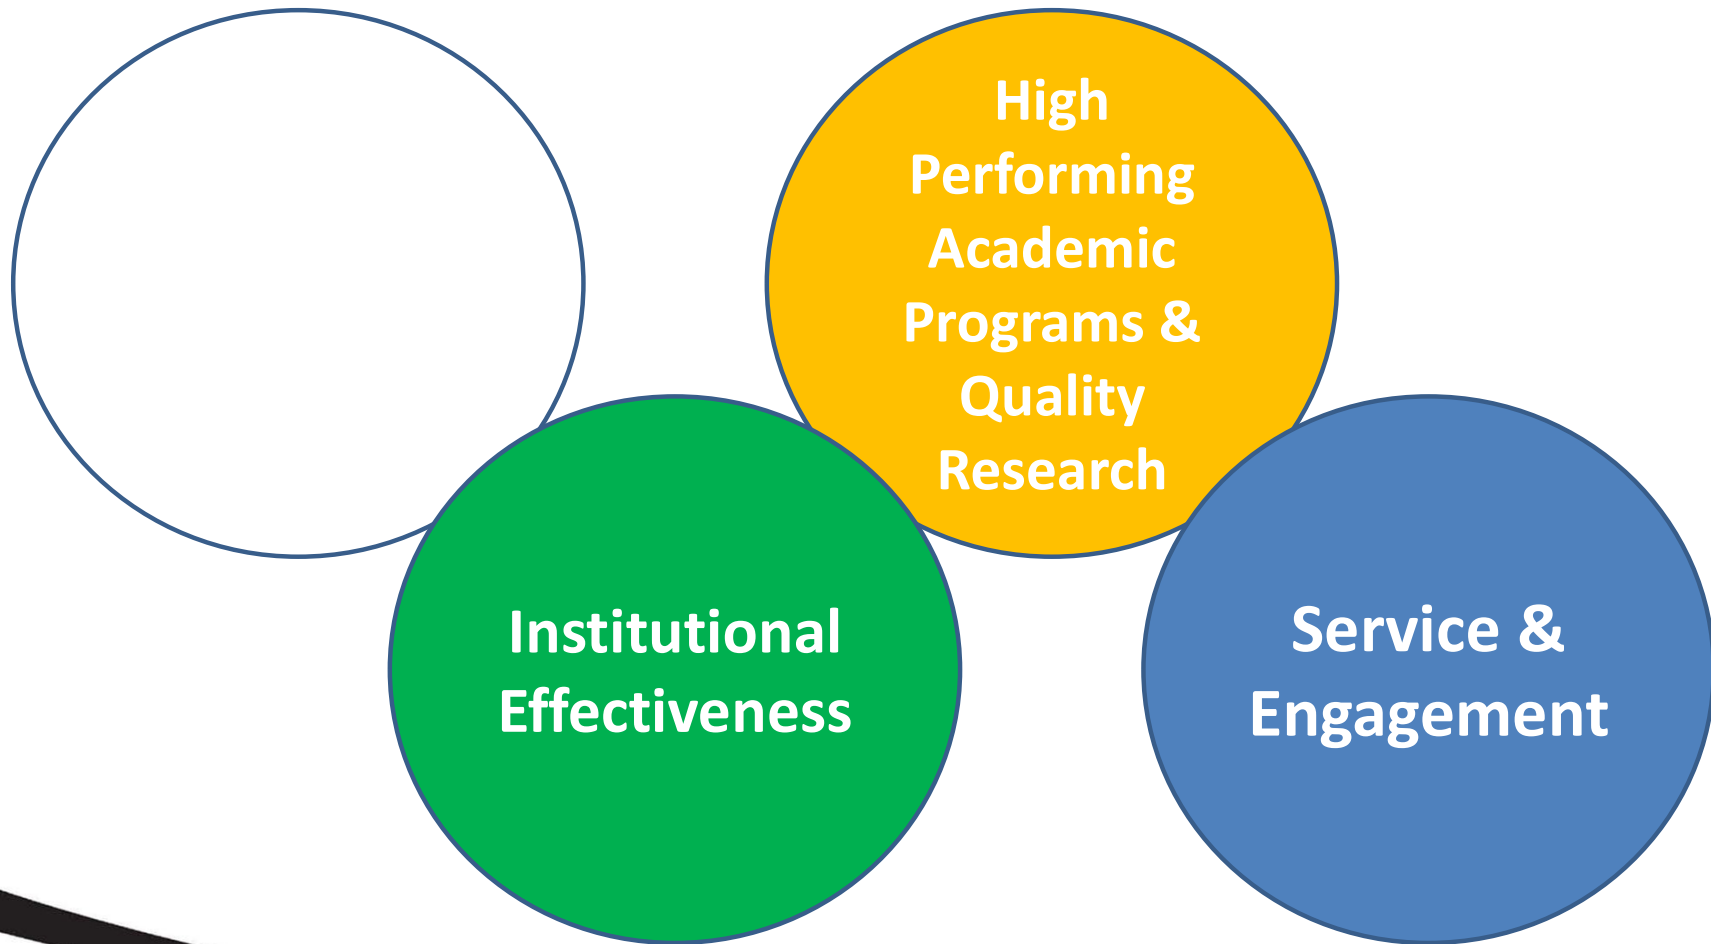 High
Performing
Academic
Programs &
Quality
Research
Institutional
Effectiveness
Service &
Engagement